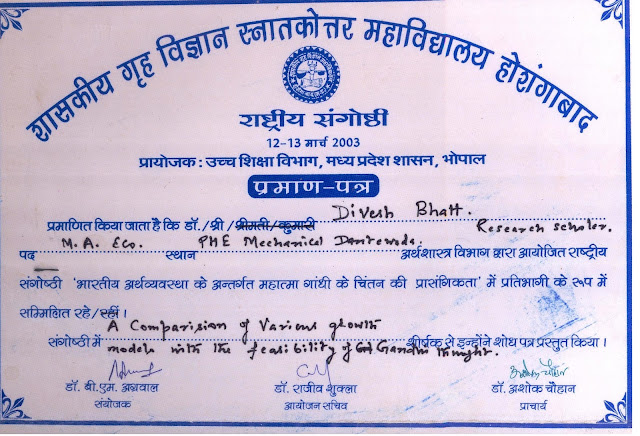 शासकीय गृह विज्ञान स्नातकोत्तर महाविद्यालय होशंगाबाद
राष्ट्रीय संगोष्ठी
12-13 मार्च 2003
प्रायोजक : उच्च शिक्षा विभाग, मध्य प्रदेश शासन, भोपाल
प्रमाण-पत्र
प्रमाणित किया जाता है कि डॉ./श्री/श्रीमती/कुमारी Divesh Bhatt. Research scholar.
पद M.A. Eco. स्थान PHE Mechanical Dantewada. अर्थशास्त्र विभाग द्वारा आयोजित राष्ट्रीय
संगोष्ठी 'भारतीय अर्थव्यवस्था के अन्तर्गत महात्मा गांधी के चिंतन की प्रासंगिकता' में प्रतिभागी के रूप में
सम्मिलित रहे/रहीं।
A Comparision of Various growth
संगोष्ठी में models with the feasibility of Gandhi thought. शीर्षक से इन्होंने शोध पत्र प्रस्तुत किया।
डॉ. बी.एम. अग्रवाल डॉ. राजीव शुक्ला डॉ. अशोक चौहान
संयोजक आयोजन सचिव प्राचार्य